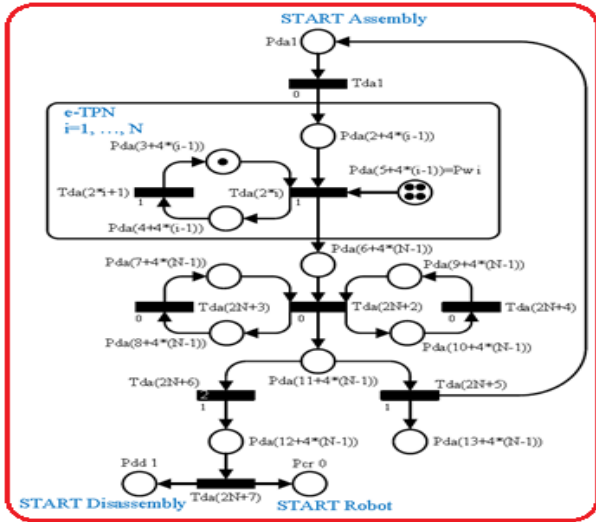 START Assembly
Pda1
Tda1
0
e-TPN
i=1, …, N
Pda(2+4*(i-1))
Pda(3+4*(i-1))
Pda(5+4*(i-1))=Pw i
Tda(2*i+1)
Tda(2*i)
1
1
Pda(4+4*(i-1))
Pda(6+4*(N-1))
Pda(7+4*(N-1))
Pda(9+4*(N-1))
Tda(2N+3)
Tda(2N+2)
Tda(2N+4)
0
0
0
Pda(8+4*(N-1))
Pda(10+4*(N-1))
Tda(2N+6)
Pda(11+4*(N-1))
Tda(2N+5)
2
1
1
Pda(12+4*(N-1))
Pda(13+4*(N-1))
Pdd 1
Pcr 0
START Disassembly
Tda(2N+7)
START Robot